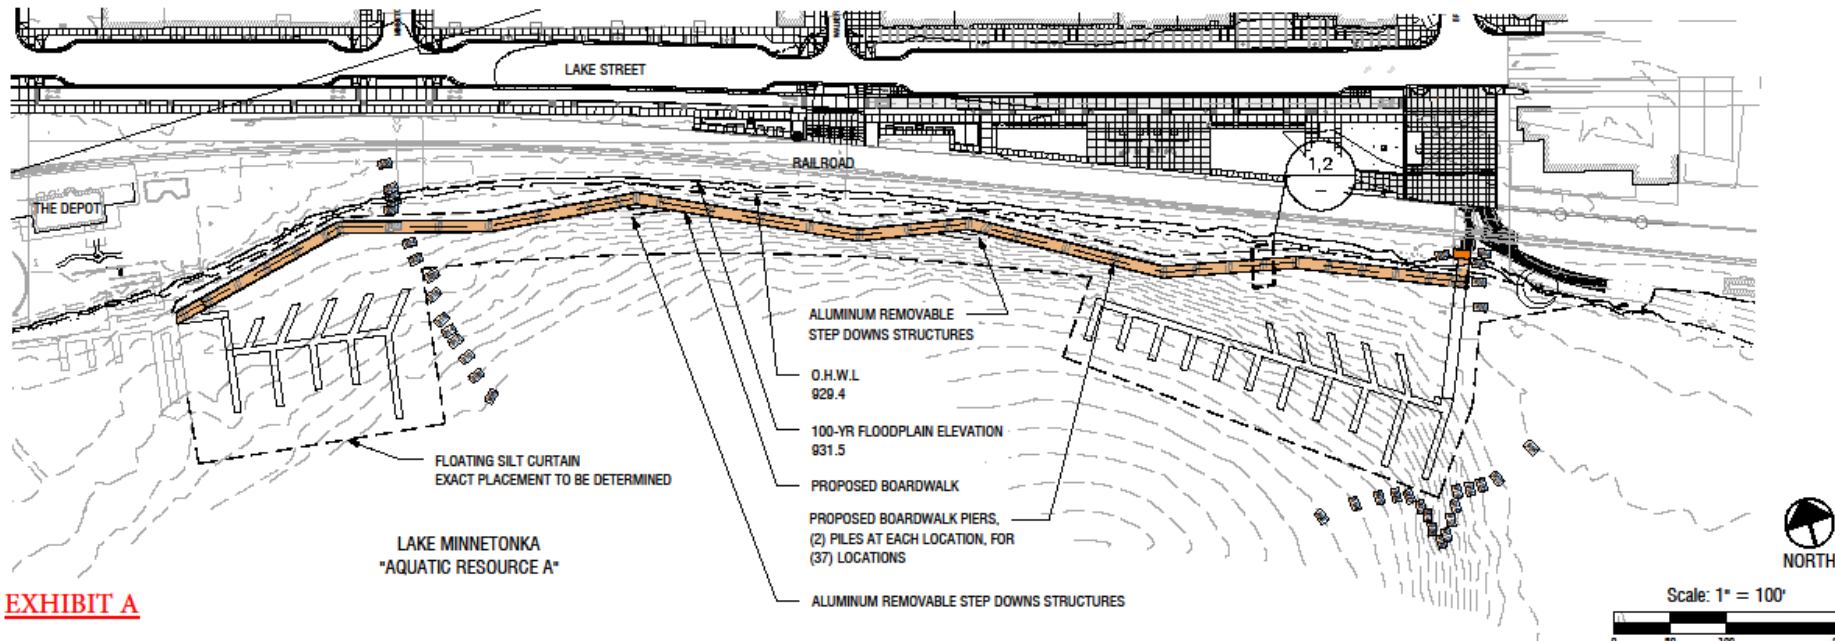 LAKE STREET
RAILROAD
1,2
THE DEPOT
ALUMINUM REMOVABLE
STEP DOWNS STRUCTURES
O.H.W.L
929.4
100-YR FLOODPLAIN ELEVATION
931.5
FLOATING SILT CURTAIN
EXACT PLACEMENT TO BE DETERMINED
PROPOSED BOARDWALK
PROPOSED BOARDWALK PIERS,
(2) PILES AT EACH LOCATION, FOR
(37) LOCATIONS
LAKE MINNETONKA
"AQUATIC RESOURCE A"
ALUMINUM REMOVABLE STEP DOWNS STRUCTURES
NORTH
EXHIBIT A
Scale: 1" = 100'